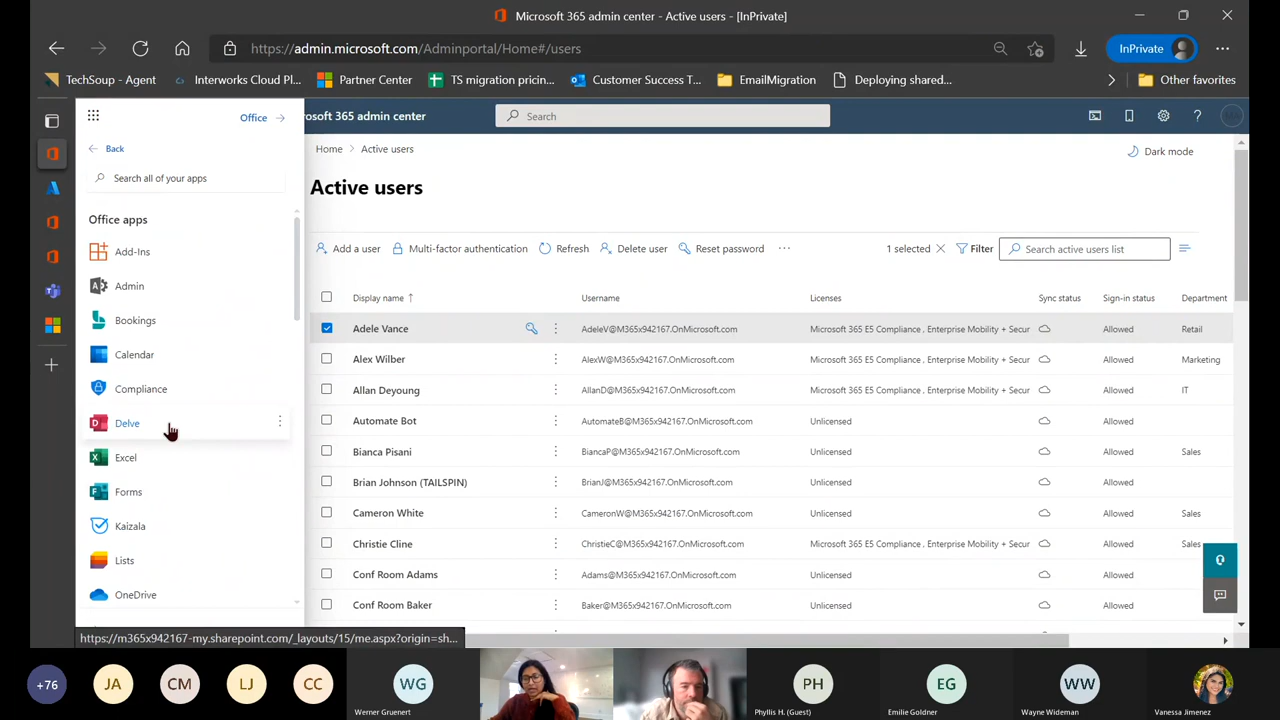 Microsoft 365 admin center - Active users - [InPrivate]
https://admin.microsoft.com/Adminportal/Home#/users
InPrivate
TechSoup - Agent
Interworks Cloud Pl...
Partner Center
TS migration pricin...
Customer Success T...
EmailMigration
Deploying shared...
Other favorites
Office
rosoft 365 admin center
Search
Back
Home
Active users
Dark mode
Search all of your apps
Active users
Office apps
Add a user
Multi-factor authentication
Refresh
Delete user
Reset password
1 selected
Filter
Search active users list
Add-Ins
Admin
Bookings
Calendar
Compliance
Delve
Excel
Forms
Kaizala
Lists
OneDrive
Display name
Username
Licenses
Sync status
Sign-in status
Department
Adele Vance AdeleV@M365x942167.OnMicrosoft.com Microsoft 365 E5 Compliance , Enterprise Mobility + Secur Allowed Retail
Alex Wilber AlexW@M365x942167.OnMicrosoft.com Microsoft 365 E5 Compliance , Enterprise Mobility + Secur Allowed Marketing
Allan Deyoung AllanD@M365x942167.OnMicrosoft.com Microsoft 365 E5 Compliance , Enterprise Mobility + Secur Allowed IT
Automate Bot AutomateB@M365x942167.OnMicrosoft.com Unlicensed Allowed
Bianca Pisani BiancaP@M365x942167.OnMicrosoft.com Unlicensed Allowed Sales
Brian Johnson (TAILSPIN) BrianJ@M365x942167.OnMicrosoft.com Unlicensed Allowed
Cameron White CameronW@M365x942167.OnMicrosoft.com Unlicensed Allowed Sales
Christie Cline ChristieC@M365x942167.OnMicrosoft.com Microsoft 365 E5 Compliance , Enterprise Mobility + Secur Allowed Sales
Conf Room Adams Adams@M365x942167.OnMicrosoft.com Unlicensed Allowed
Conf Room Baker Baker@M365x942167.OnMicrosoft.com Unlicensed Allowed
https://m365x942167-my.sharepoint.com/_layouts/15/me.aspx?origin=sh...
+76
JA
CM
LJ
CC
WG
PH
EG
WW
Werner Gruenert
Phyllis H. (Guest)
Emilie Goldner
Wayne Wideman
Vanessa Jimenez